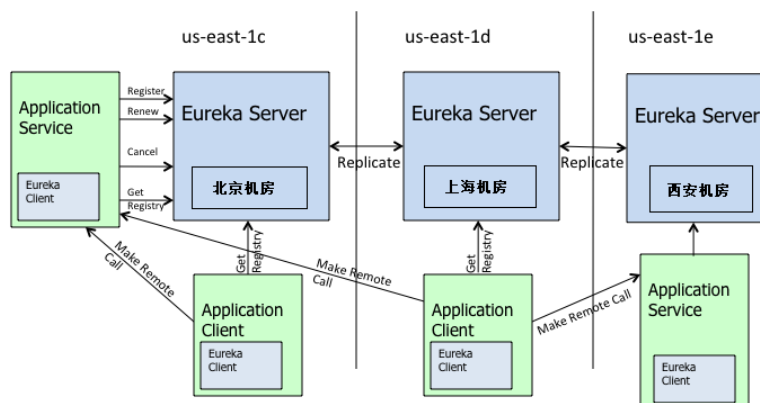 us-east-1c
us-east-1d
us-east-1e
Application
Service
Eureka
Client
Register
Renew
Cancel
Get
Registry
Eureka Server
北京机房
Replicate
Eureka Server
上海机房
Replicate
Eureka Server
西安机房
Make Remote
Call
Get
Registry
Make Remote
Call
Get
Registry
Make Remote Call
Application
Client
Eureka
Client
Application
Client
Eureka
Client
Application
Service
Eureka
Client